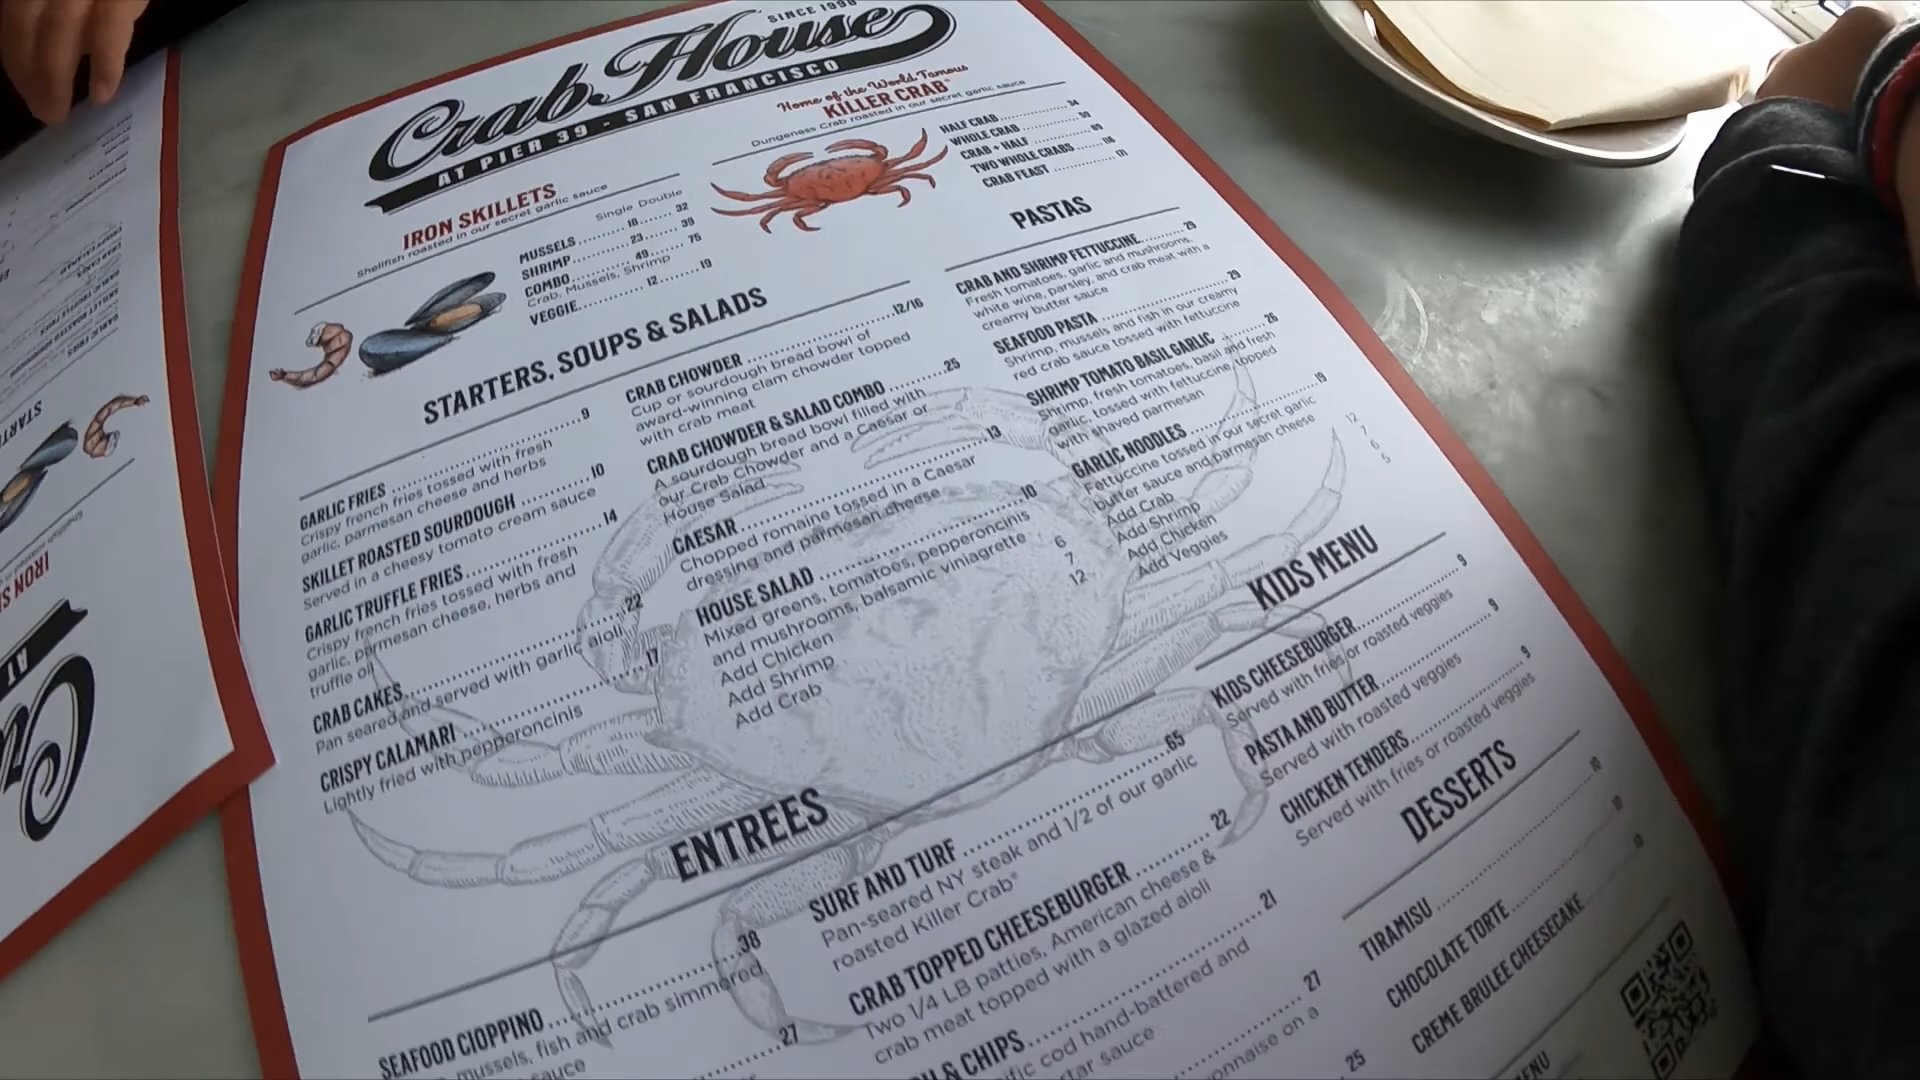 SINCE 1998
Crab House
AT PIER 39 - SAN FRANCISCO
Home of the World Famous
KILLER CRAB
Dungeness Crab roasted in our secret garlic sauce
HALF CRAB 34
WHOLE CRAB
CRAB + HALF
TWO WHOLE CRABS
CRAB FEAST
IRON SKILLETS
Shellfish roasted in our secret garlic sauce
Single Double
MUSSELS 18 32
SHRIMP 23 39
COMBO 49 75
Crab, Mussels, Shrimp
VEGGIE 12 19
STARTERS, SOUPS & SALADS
GARLIC FRIES 9
Crispy french fries tossed with fresh
garlic, parmesan cheese and herbs
SKILLET ROASTED SOURDOUGH 10
Served in a cheesy tomato cream sauce
GARLIC TRUFFLE FRIES 14
Crispy french fries tossed with fresh
garlic, parmesan cheese, herbs and
truffle oil
CRAB CAKES 22
Pan seared and served with garlic aioli
CRISPY CALAMARI 17
Lightly fried with pepperoncinis
CRAB CHOWDER 12/16
Cup or sourdough bread bowl of
award-winning clam chowder topped
with crab meat
CRAB CHOWDER & SALAD COMBO 25
A sourdough bread bowl filled with
our Crab Chowder and a Caesar or
House Salad
CAESAR 13
Chopped romaine tossed in a Caesar
dressing and parmesan cheese
HOUSE SALAD 10
Mixed greens, tomatoes, pepperoncinis
and mushrooms, balsamic viniagrette
Add Chicken 6
Add Shrimp 7
Add Crab 12
PASTAS
CRAB AND SHRIMP FETTUCCINE 29
Fresh tomatoes, garlic and mushrooms,
white wine, parsley, and crab meat with a
creamy butter sauce
SEAFOOD PASTA 29
Shrimp, mussels and fish in our creamy
red crab sauce tossed with fettuccine
SHRIMP TOMATO BASIL GARLIC 26
Shrimp, fresh tomatoes, basil and fresh
garlic, tossed with fettuccine, topped
with shaved parmesan
GARLIC NOODLES 19
Fettuccine tossed in our secret garlic
butter sauce and parmesan cheese
Add Crab 12
Add Shrimp 7
Add Chicken 6
Add Veggies 5
KIDS MENU
KIDS CHEESEBURGER 9
Served with fries or roasted veggies
PASTA AND BUTTER 9
Served with roasted veggies
CHICKEN TENDERS 9
Served with fries or roasted veggies
DESSERTS
TIRAMISU 10
CHOCOLATE TORTE 10
CREME BRULEE CHEESECAKE 10
MENU
ENTREES
SEAFOOD CIOPPINO 38
mussels, fish and crab simmered
sauce
27
SURF AND TURF 65
Pan-seared NY steak and 1/2 of our garlic
roasted Killer Crab®
CRAB TOPPED CHEESEBURGER 22
Two 1/4 LB patties, American cheese &
crab meat topped with a glazed aioli
& CHIPS 21
cod hand-battered and
sauce
27
on a
25